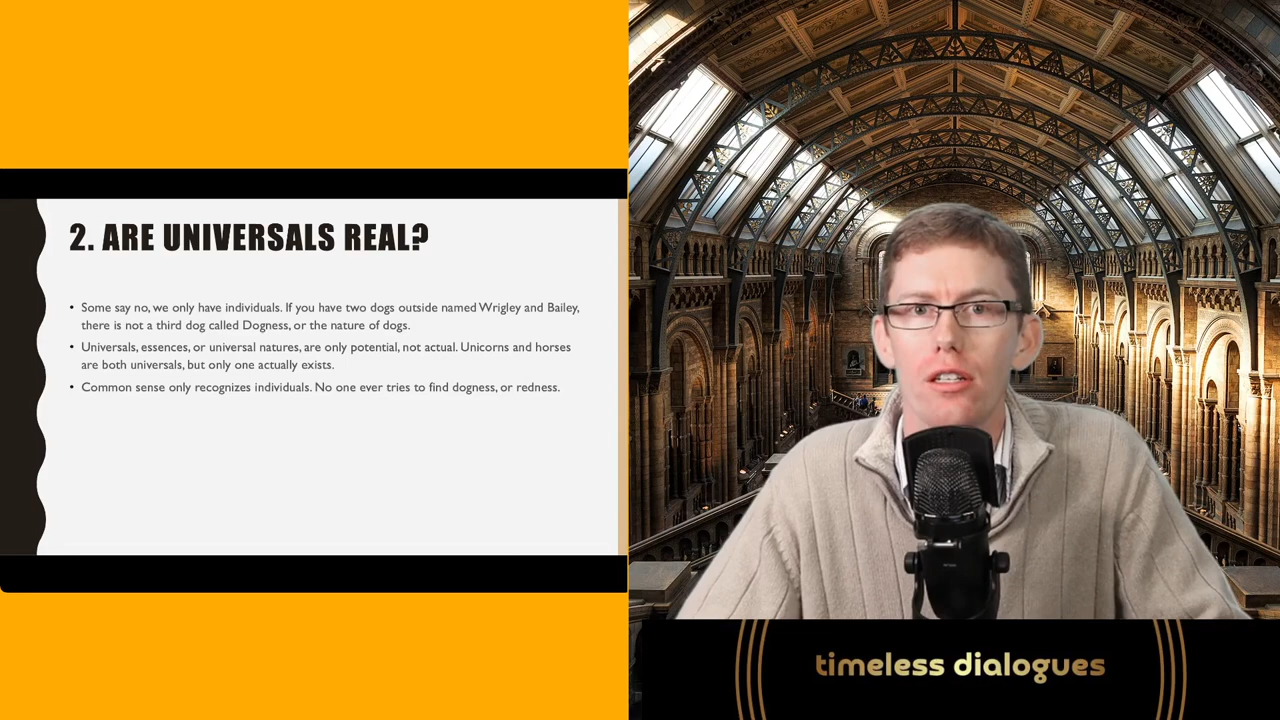 2. ARE UNIVERSALS REAL?
• Some say no, we only have individuals. If you have two dogs outside named Wrigley and Bailey,
there is not a third dog called Dogness, or the nature of dogs.
• Universals, essences, or universal natures, are only potential, not actual. Unicorns and horses
are both universals, but only one actually exists.
• Common sense only recognizes individuals. No one ever tries to find dogness, or redness.
timeless dialogues